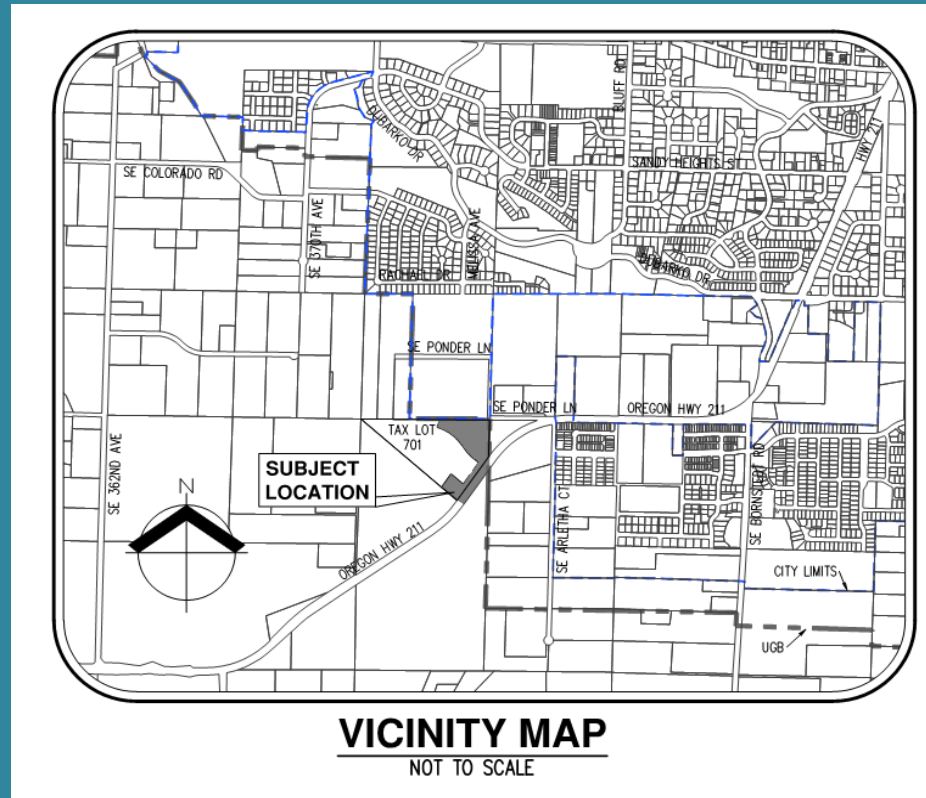 BLUFF RD
HWY 211
DUBARKO DR
SANDY HEIGHTS ST
SE COLORADO RD
SE 370TH AVE
MELISSA AVE
RACHAEL DR
DUBARKO DR
SE PONDER LN
SE PONDER LN
OREGON HWY 211
TAX LOT
701
SUBJECT
LOCATION
SE 362ND AVE
N
OREGON HWY 211
SE ARLETHA CT
SE BORNSTEDT RD
CITY LIMITS
UGB
VICINITY MAP
NOT TO SCALE